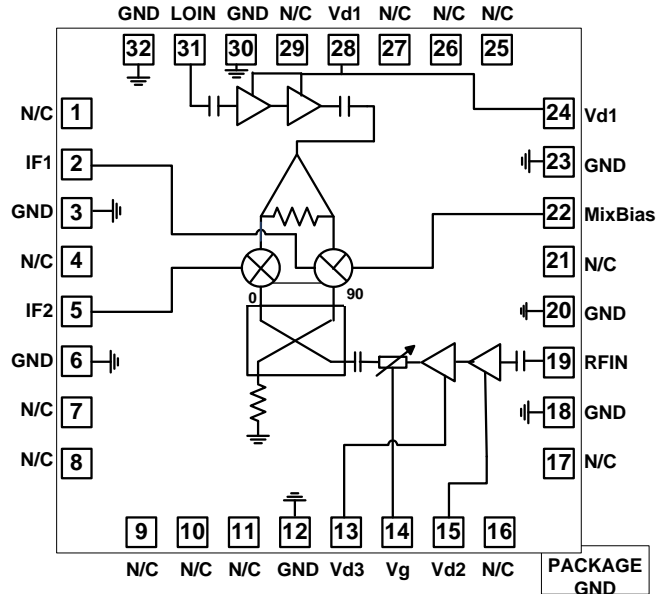 GND LOIN GND N/C Vd1 N/C N/C N/C
32 31 30 29 28 27 26 25
N/C 1
24 Vd1
IF1 2
23 GND
GND 3
22 MixBias
N/C 4
21 N/C
IF2 5
0 90
20 GND
GND 6
19 RFIN
N/C 7
18 GND
N/C 8
17 N/C
9 10 11 12 13 14 15 16
N/C N/C N/C GND Vd3 Vg Vd2 N/C
PACKAGE
GND